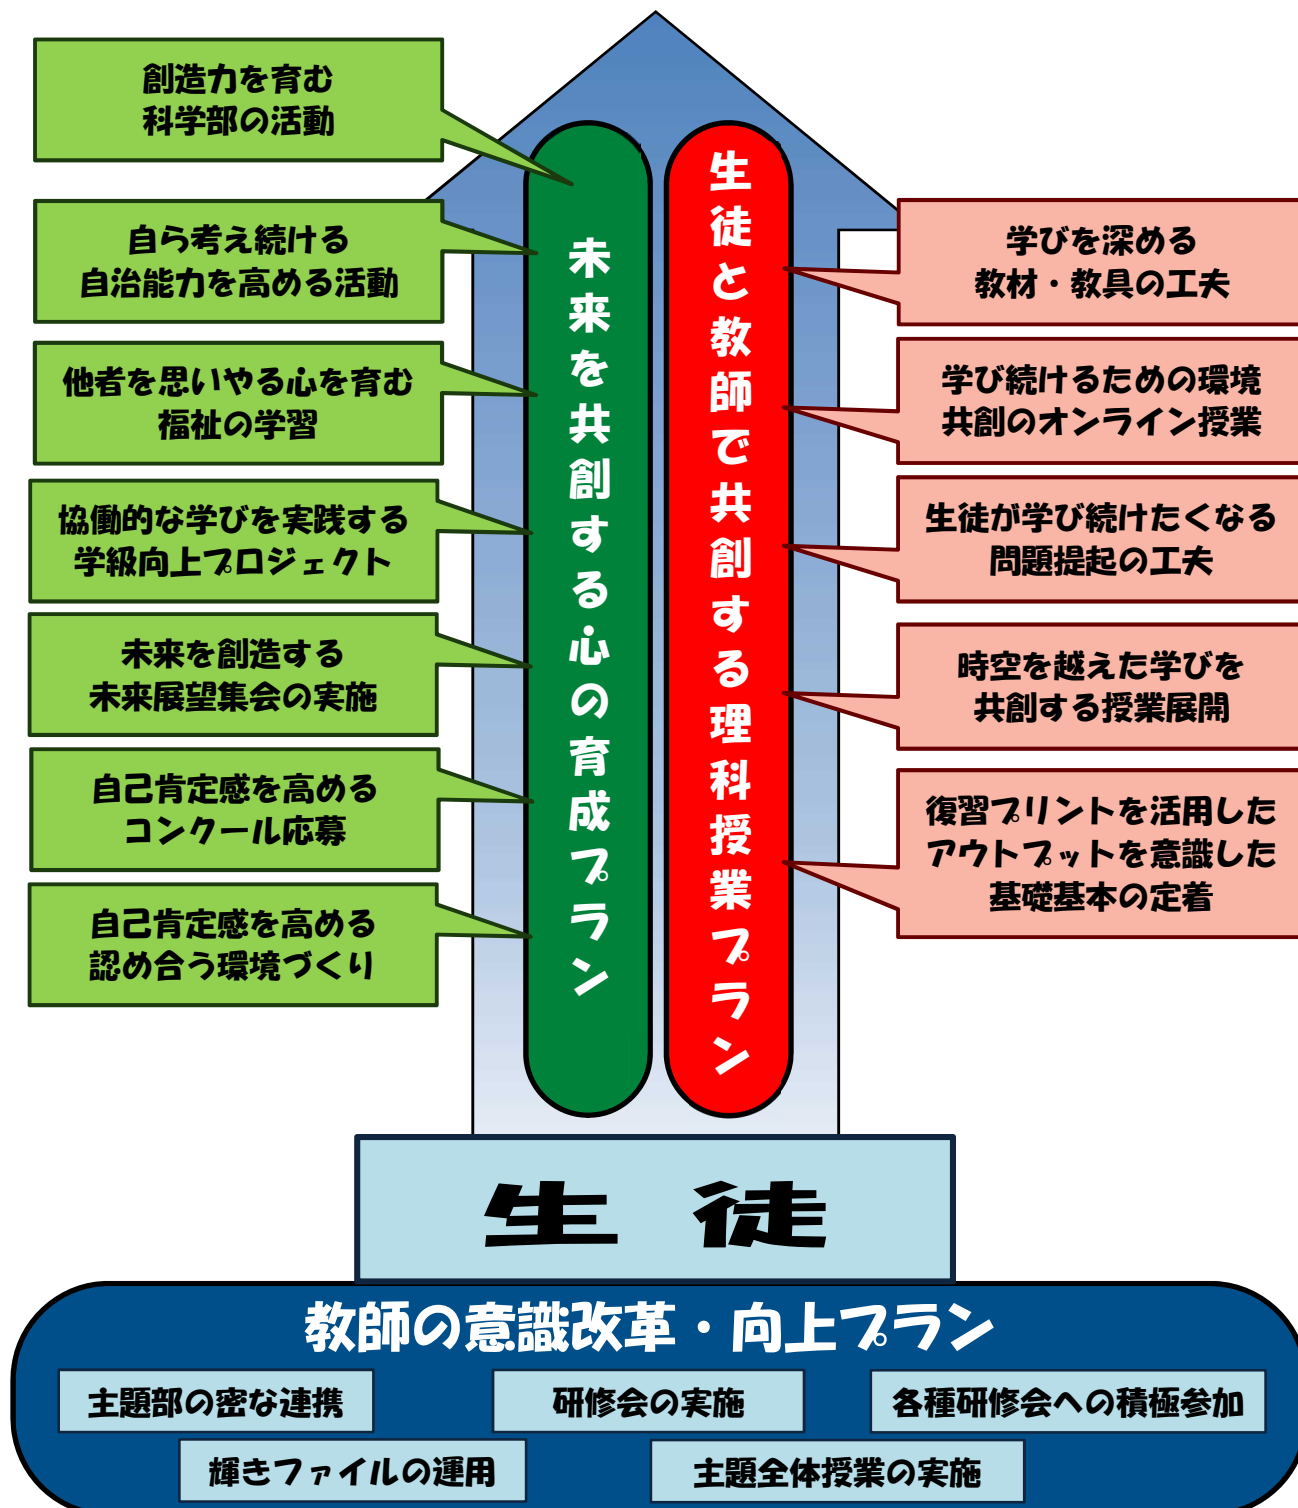 創造力を育む
科学部の活動
自ら考え続ける
自治能力を高める活動
他者を思いやる心を育む
福祉の学習
協働的な学びを実践する
学級向上プロジェクト
未来を創造する
未来展望集会の実施
自己肯定感を高める
コンクール応募
自己肯定感を高める
認め合う環境づくり
未来を共創する心の育成プラン
生徒と教師で共創する理科授業プラン
学びを深める
教材・教具の工夫
学び続けるための環境
共創のオンライン授業
生徒が学び続けたくなる
問題提起の工夫
時空を越えた学びを
共創する授業展開
復習プリントを活用した
アウトプットを意識した
基礎基本の定着
生徒
教師の意識改革・向上プラン
主題部の密な連携
研修会の実施
各種研修会への積極参加
輝きファイルの運用
主題全体授業の実施